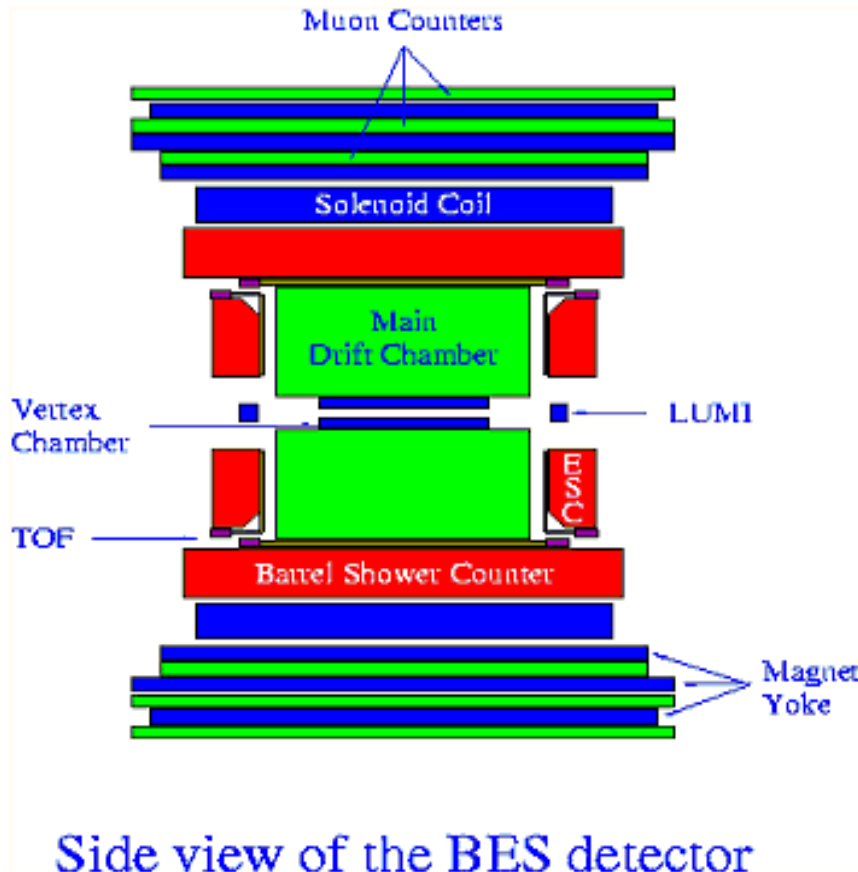 Muon Counters
Solenoid Coil
Main
Drift Chamber
Vertex
Chamber
LUMI
ESC
TOF
Barrel Shower Counter
Magnet
Yoke
Side view of the BES detector